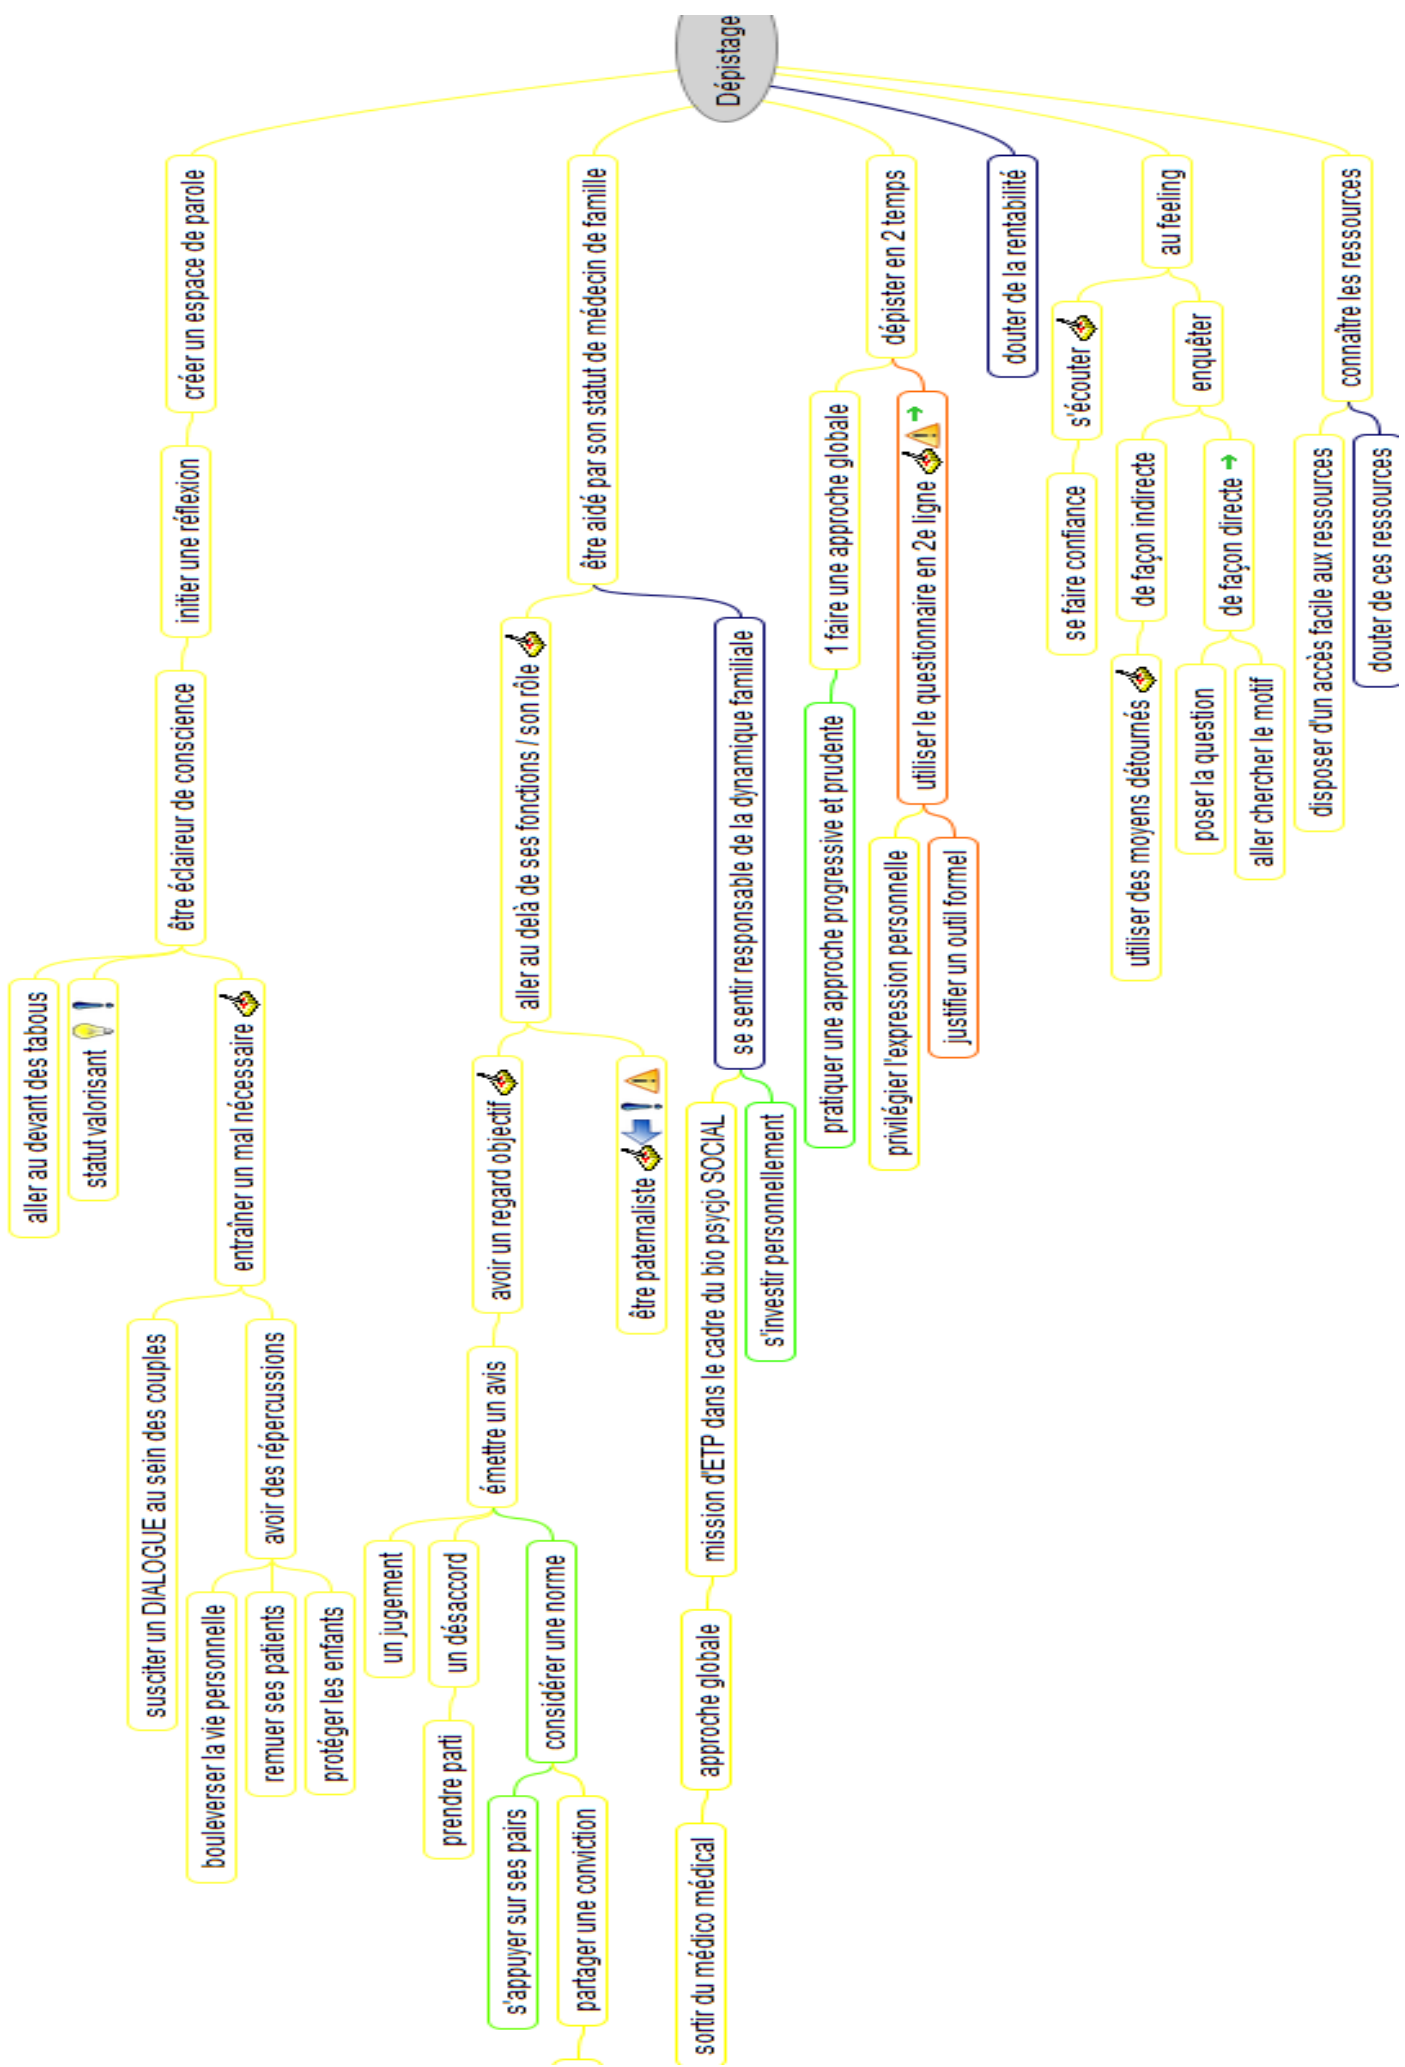 Dépistage
créer un espace de parole
initier une réflexion
être éclaireur de conscience
aller au devant des tabous
statut valorisant
entraîner un mal nécessaire
susciter un DIALOGUE au sein des couples
avoir des répercussions
bouleverser la vie personnelle
remuer ses patients
protéger les enfants
être aidé par son statut de médecin de famille
aller au delà de ses fonctions / son rôle
avoir un regard objectif
émettre un avis
un jugement
un désaccord
prendre parti
considérer une norme
s'appuyer sur ses pairs
partager une conviction
être paternaliste
se sentir responsable de la dynamique familiale
mission d'ETP dans le cadre du bio psycjo SOCIAL
approche globale
sortir du médico médical
s'investir personnellement
dépister en 2 temps
1 faire une approche globale
pratiquer une approche progressive et prudente
utiliser le questionnaire en 2e ligne
privilégier l'expression personnelle
justifier un outil formel
douter de la rentabilité
au feeling
s'écouter
se faire confiance
enquêter
de façon indirecte
utiliser des moyens détournés
de façon directe
poser la question
aller chercher le motif
connaître les ressources
disposer d'un accès facile aux ressources
douter de ces ressources